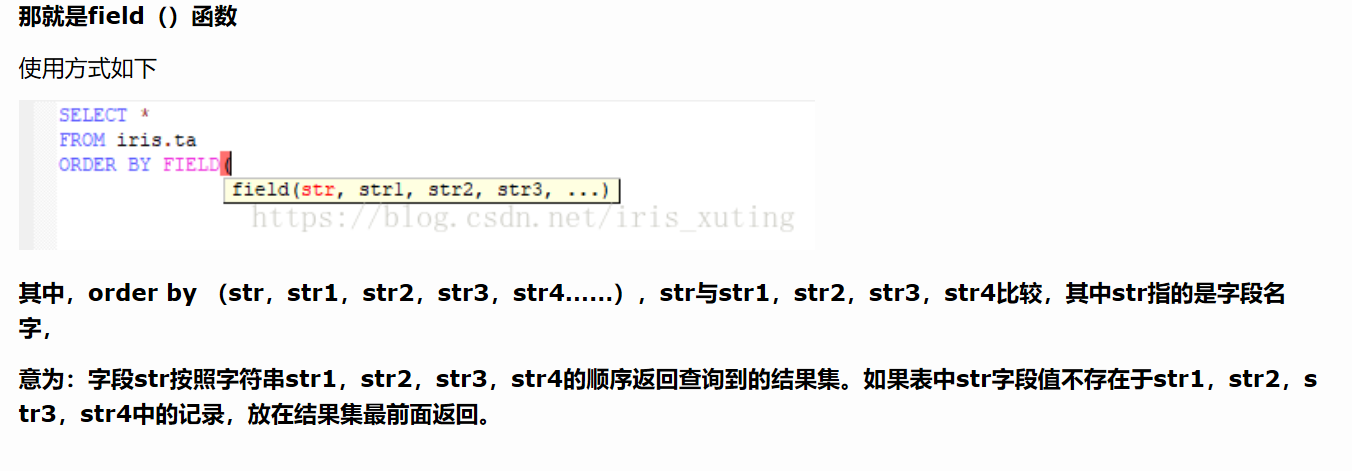 那就是field（）函数
使用方式如下
SELECT *
FROM iris.ta
ORDER BY FIELD(
field(str, str1, str2, str3, ...)
https://blog.csdn.net/iris_xuting
其中，order by （str，str1，str2，str3，str4......）, str与str1，str2，str3，str4比较，其中str指的是字段名
字，
意为：字段str按照字符串str1，str2，str3，str4的顺序返回查询到的结果集。如果表中str字段值不存在于str1，str2，s
tr3，str4中的记录，放在结果集最前面返回。